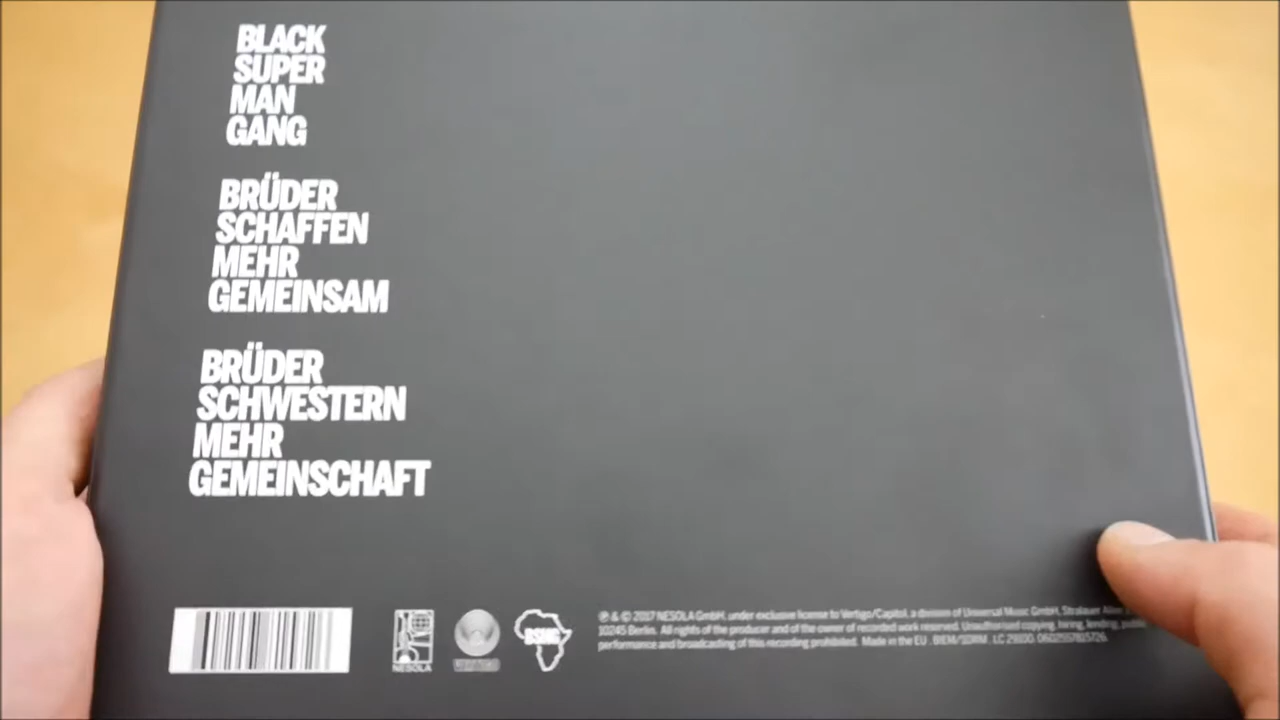 BLACK
SUPER
MAN
GANG
BRÜDER
SCHAFFEN
MEHR
GEMEINSAM
BRÜDER
SCHWESTERN
MEHR
GEMEINSCHAFT
NESOLA
BSMG
℗ & © 2017 NESOLA GmbH, under exclusive license to Vertigo/Capitol, a division of Universal Music GmbH, Stralauer
10245 Berlin. All rights of the producer and of the owner of recorded work reserved. Unauthorised copying, hiring, lending, public
performance and broadcasting of this recording prohibited. Made in the EU. BIEM/SDRM. LC